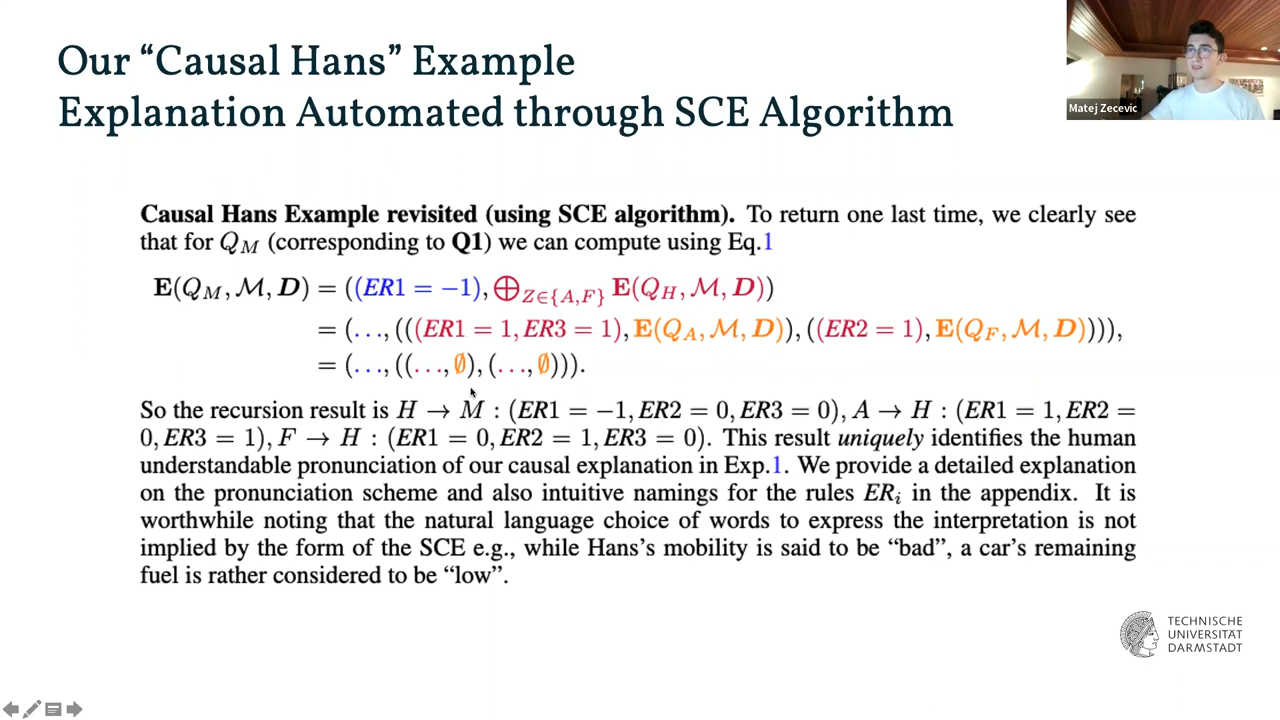 Our “Causal Hans” Example
Explanation Automated through SCE Algorithm
Matej Zecevic
Causal Hans Example revisited (using SCE algorithm). To return one last time, we clearly see
that for Q_M (corresponding to Q1) we can compute using Eq.1
E(Q_M, M, D) = ((ER1 = −1), ⊕_{Z∈{A,F}} E(Q_H, M, D))
= (…, (((ER1 = 1, ER3 = 1), E(Q_A, M, D)), ((ER2 = 1), E(Q_F, M, D)))),
= (…, ((…, ∅), (…, ∅))).
So the recursion result is H → M : (ER1 = −1, ER2 = 0, ER3 = 0), A → H : (ER1 = 1, ER2 =
0, ER3 = 1), F → H : (ER1 = 0, ER2 = 1, ER3 = 0). This result uniquely identifies the human
understandable pronunciation of our causal explanation in Exp.1. We provide a detailed explanation
on the pronunciation scheme and also intuitive namings for the rules ER_i in the appendix. It is
worthwhile noting that the natural language choice of words to express the interpretation is not
implied by the form of the SCE e.g., while Hans's mobility is said to be “bad”, a car's remaining
fuel is rather considered to be “low”.
TECHNISCHE
UNIVERSITÄT
DARMSTADT